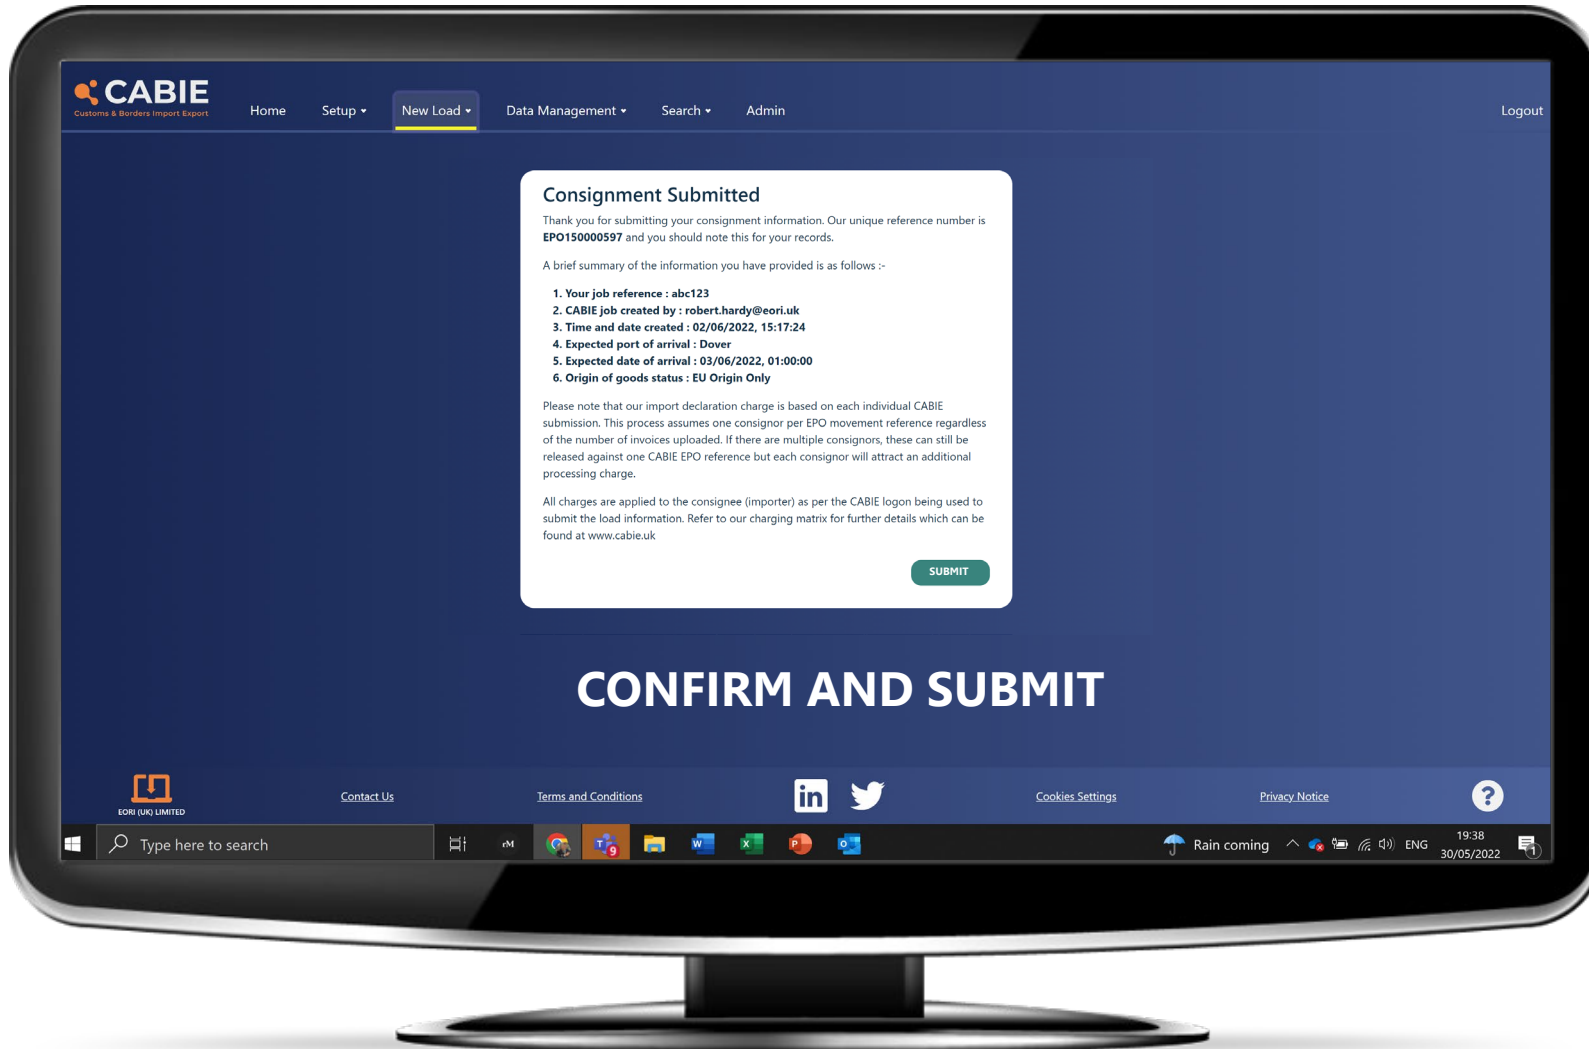 CABIE
Customs & Borders Import Export
Home Setup New Load Data Management Search Admin Logout
Consignment Submitted
Thank you for submitting your consignment information. Our unique reference number is
EPO150000597 and you should note this for your records.
A brief summary of the information you have provided is as follows :-
1. Your job reference : abc123
2. CABIE job created by : robert.hardy@eori.uk
3. Time and date created : 02/06/2022, 15:17:24
4. Expected port of arrival : Dover
5. Expected date of arrival : 03/06/2022, 01:00:00
6. Origin of goods status : EU Origin Only
Please note that our import declaration charge is based on each individual CABIE
submission. This process assumes one consignor per EPO movement reference regardless
of the number of invoices uploaded. If there are multiple consignors, these can still be
released against one CABIE EPO reference but each consignor will attract an additional
processing charge.
All charges are applied to the consignee (importer) as per the CABIE logon being used to
submit the load information. Refer to our charging matrix for further details which can be
found at www.cabie.uk
SUBMIT
CONFIRM AND SUBMIT
EORI (UK) LIMITED
Contact Us Terms and Conditions in Cookies Settings Privacy Notice ?
Type here to search rM T 9 W X P O Rain coming ENG 19:38
30/05/2022 1